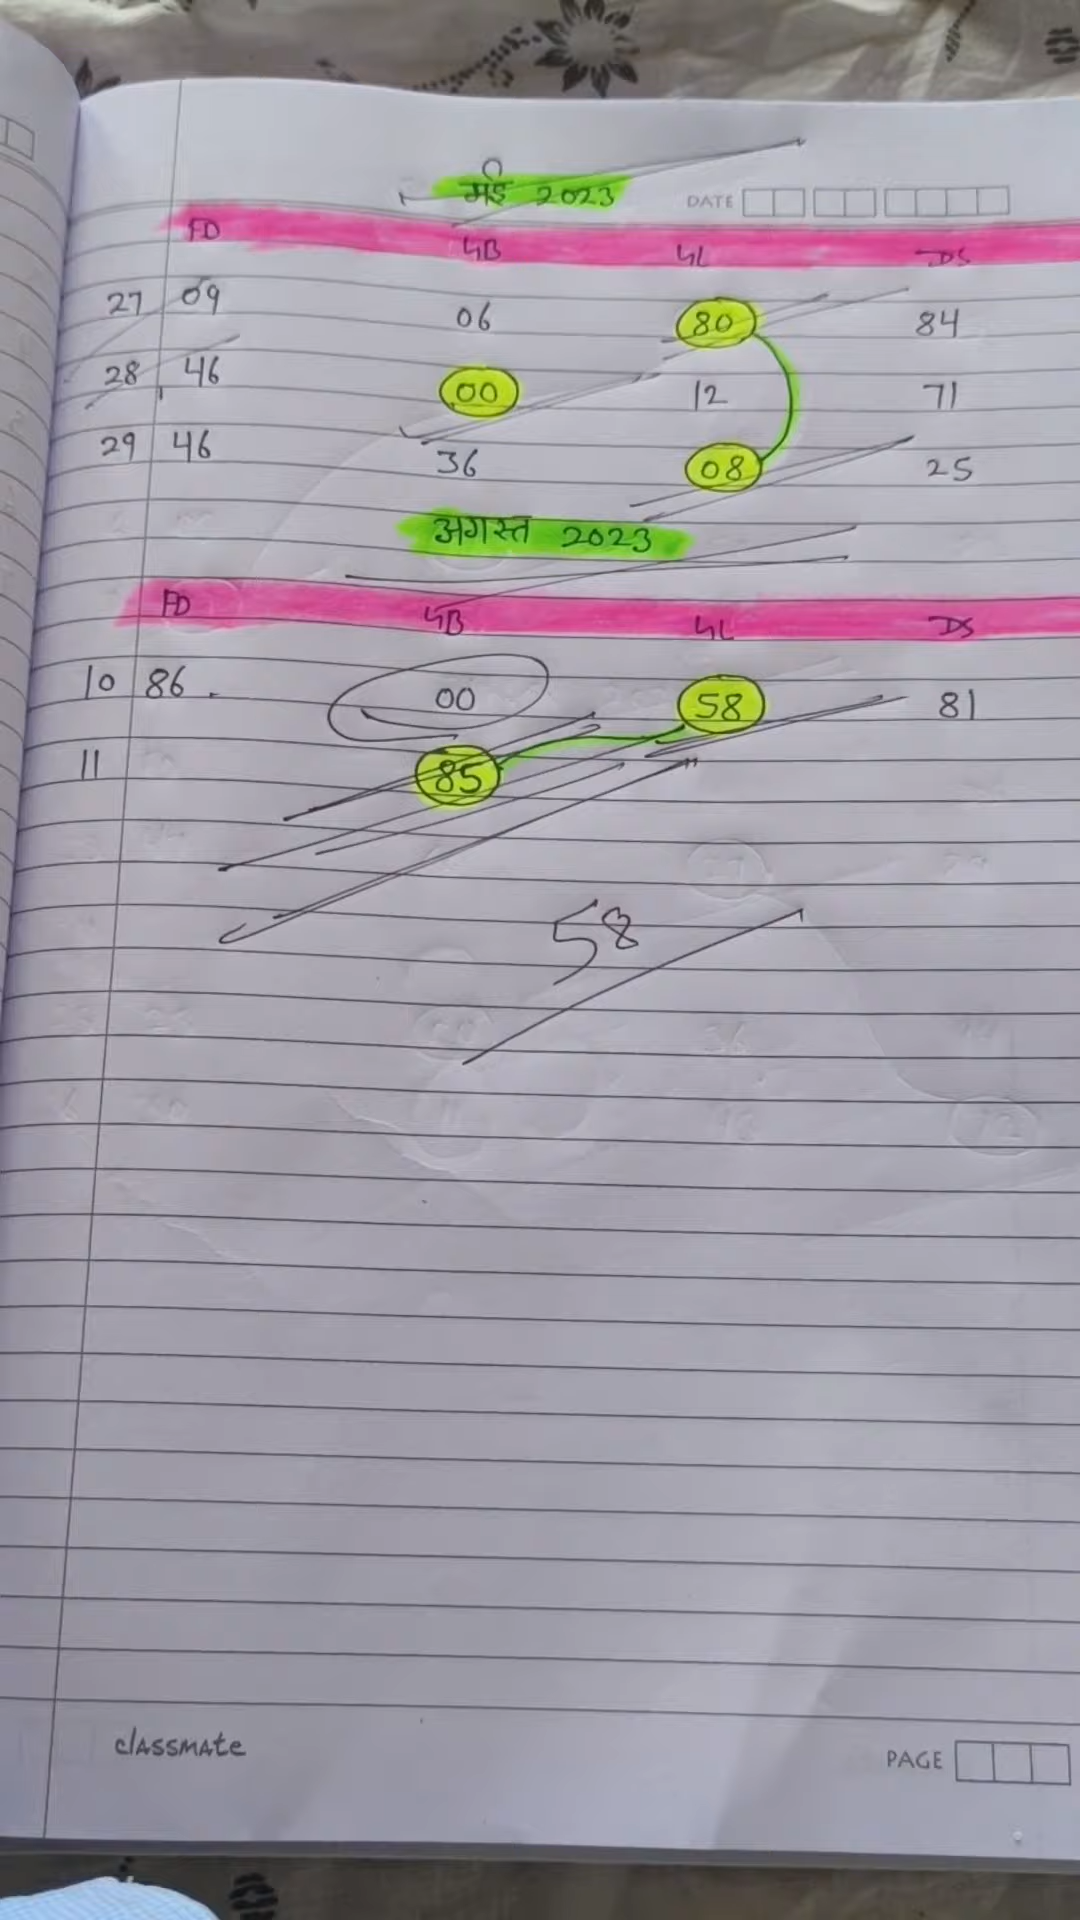 मई 2023
DATE
FD GB GL DS
27 09 06 80 84
28 46 00 12 71
29 46 36 08 25
अगस्त 2023
FD GB GL DS
10 86 . 00 58 81
11 85
58
classmate
PAGE